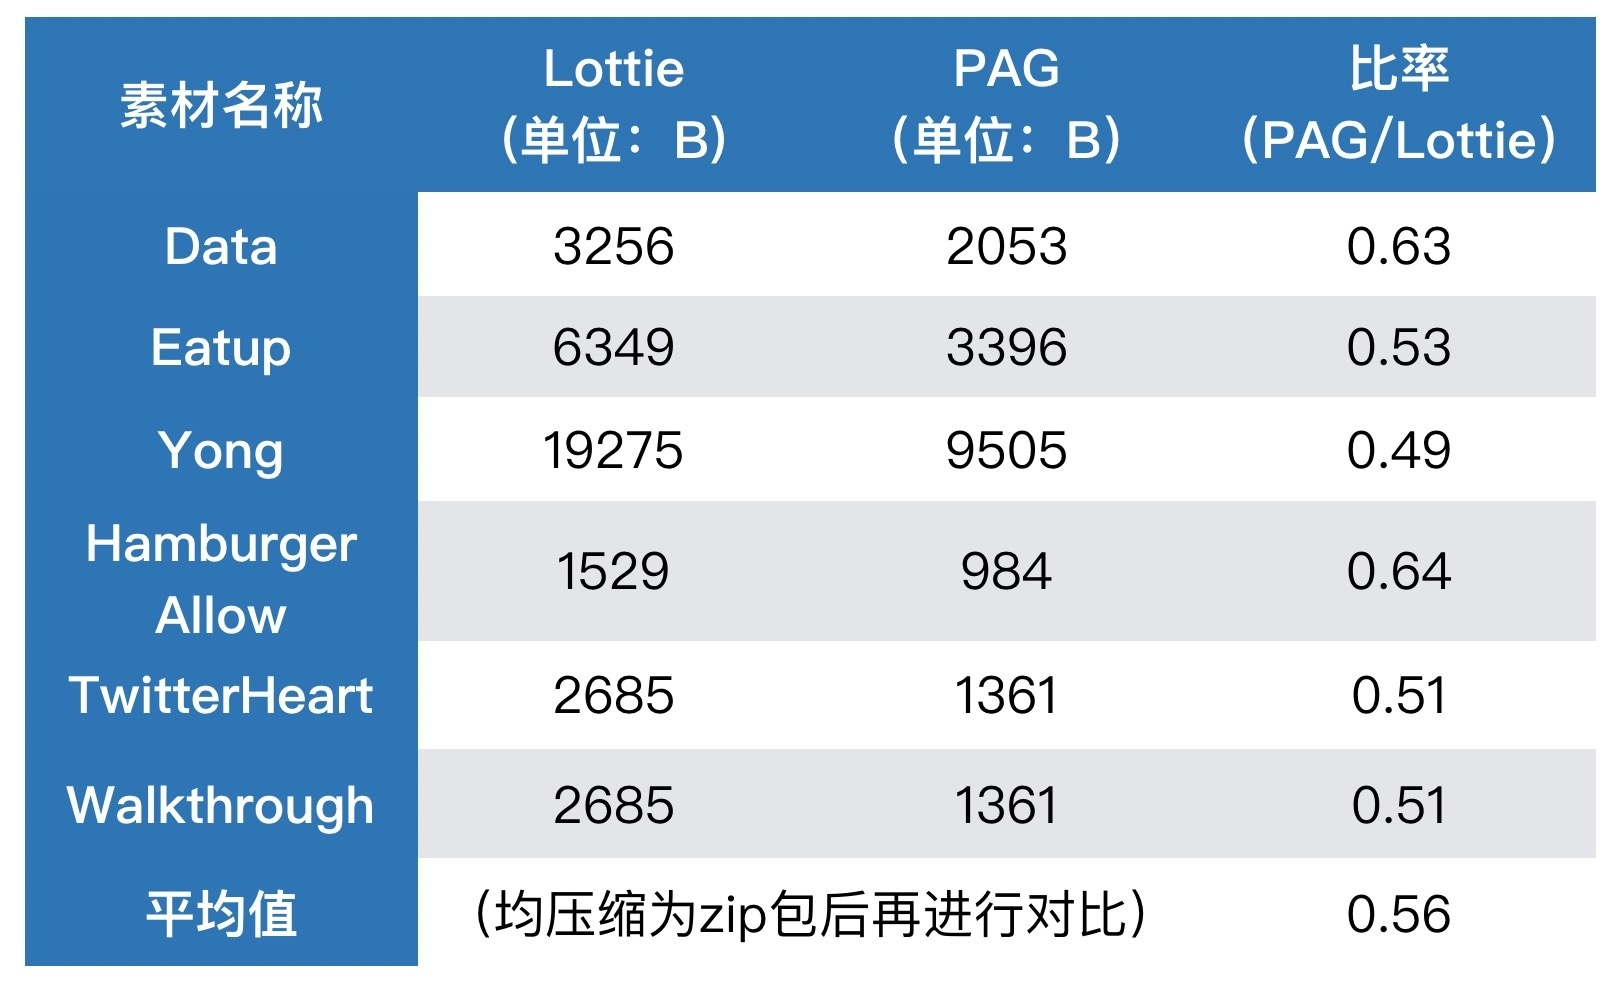 素材名称
Lottie
（单位：B）
PAG
（单位：B）
比率
（PAG/Lottie）
Data 3256 2053 0.63
Eatup 6349 3396 0.53
Yong 19275 9505 0.49
Hamburger
Allow
1529 984 0.64
TwitterHeart 2685 1361 0.51
Walkthrough 2685 1361 0.51
平均值 （均压缩为zip包后再进行对比） 0.56